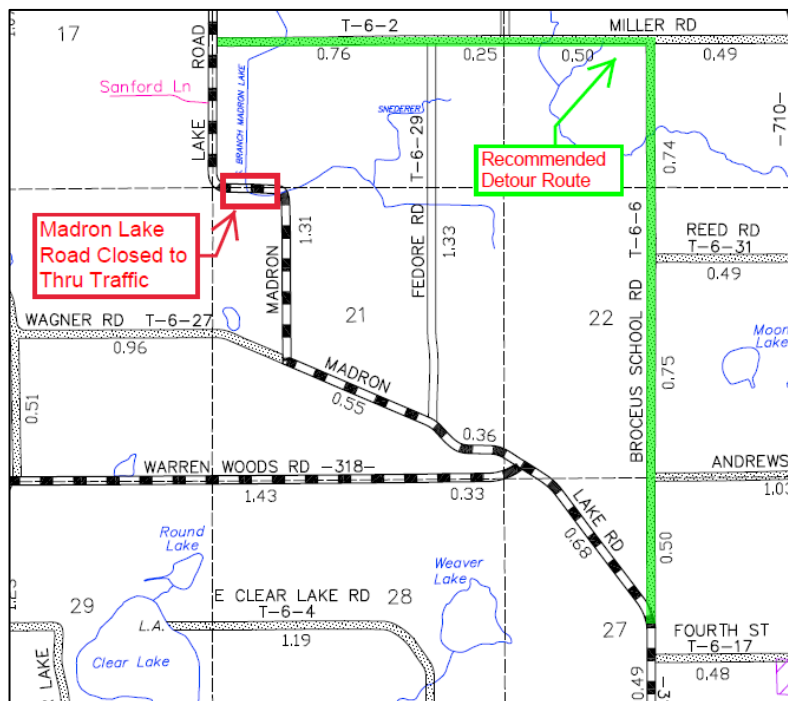 17
ROAD
T-6-2
MILLER RD
0.76
0.25
0.50
0.49
Sanford Ln
LAKE
S. BRANCH MADRON LAKE
SNEDERER
T-6-29
-710-
Recommended
Detour Route
0.74
Madron Lake
Road Closed to
Thru Traffic
1.31
MADRON
FEDORE RD
1.33
BROCEUS SCHOOL RD
T-6-6
REED RD
T-6-31
0.49
WAGNER RD T-6-27
0.96
21
22
Moon
Lake
MADRON
0.55
0.75
0.51
0.36
WARREN WOODS RD -318-
1.43
0.33
ANDREWS
1.03
LAKE RD
0.68
0.50
Round
Lake
Weaver
Lake
29
E CLEAR LAKE RD
T-6-4
28
L.A.
1.19
27
FOURTH ST
T-6-17
0.48
Clear Lake
LAKE
0.49